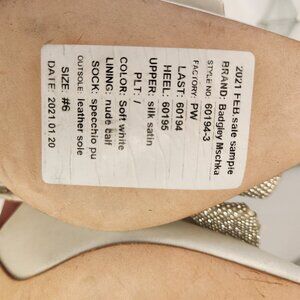 2021 FEB sale sample
BRAND: Badgley Mschka
STYLE NO: 60194-3
FACTORY: PW
LAST: 60194
HEEL: 60195
UPPER: silk satin
PLT: /
COLOR: Soft white
LINING: nude calf
SOCK: specchio pu
OUTSOLE: leather sole
SIZE: #6
DATE: 2021 01 20